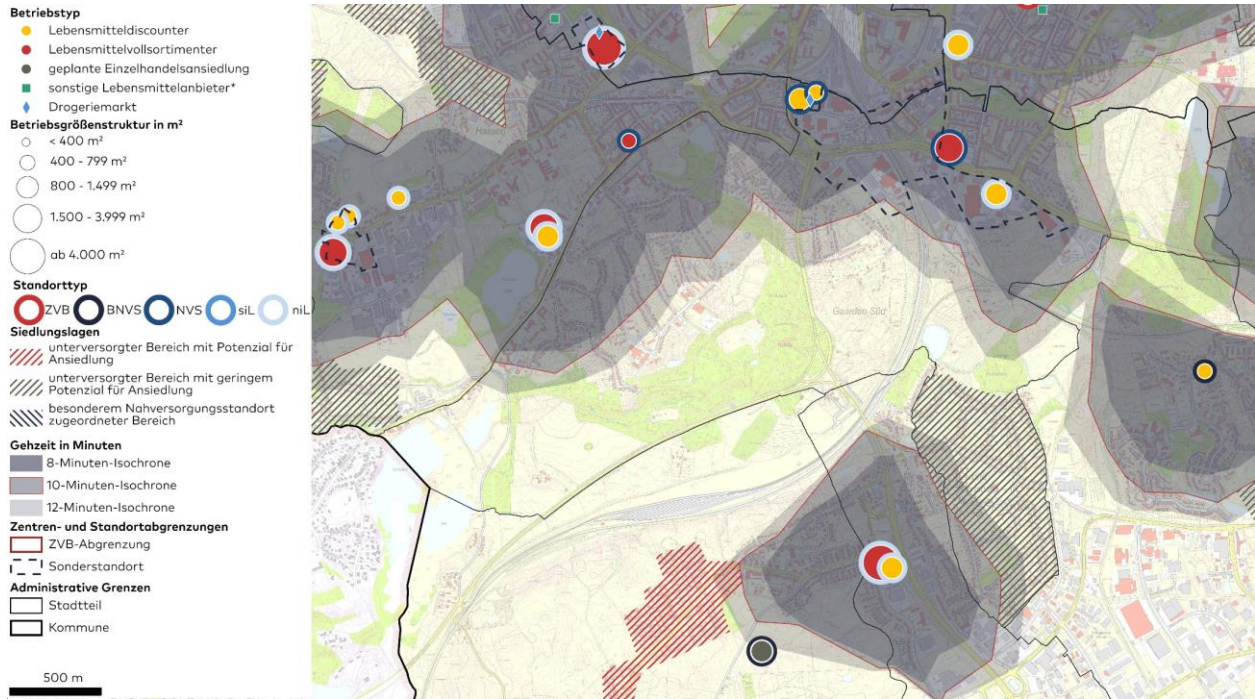 Betriebstyp
Lebensmitteldiscounter
Lebensmittelvollsortimenter
geplante Einzelhandelsansiedlung
sonstige Lebensmittelanbieter*
Drogeriemarkt
Betriebsgrößenstruktur in m²
< 400 m²
400 - 799 m²
800 - 1.499 m²
1.500 - 3.999 m²
ab 4.000 m²
Standorttyp
ZVB BNVS NVS siL niL
Siedlungslagen
unterversorgter Bereich mit Potenzial für
Ansiedlung
unterversorgter Bereich mit geringem
Potenzial für Ansiedlung
besonderem Nahversorgungsstandort
zugeordneter Bereich
Gehzeit in Minuten
8-Minuten-Isochrone
10-Minuten-Isochrone
12-Minuten-Isochrone
Zentren- und Standortabgrenzungen
ZVB-Abgrenzung
Sonderstandort
Administrative Grenzen
Stadtteil
Kommune
500 m
Hassee
Gaarden-Süd